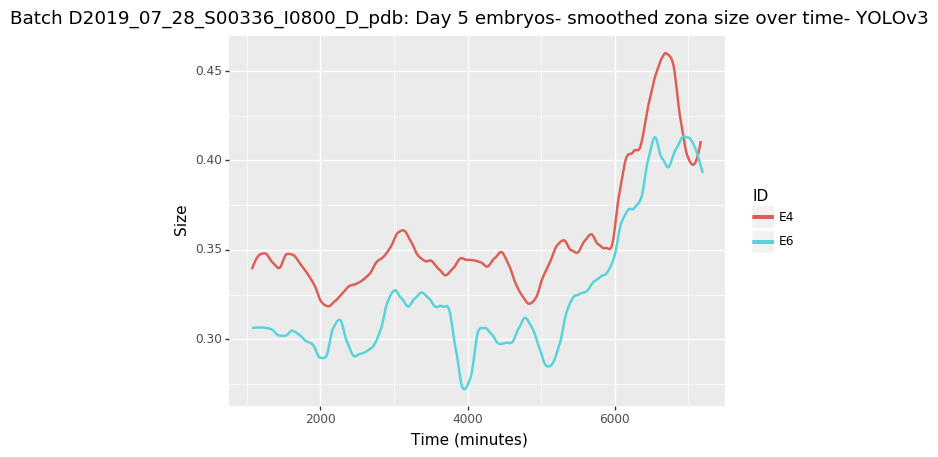 Batch D2019_07_28_S00336_I0800_D_pdb: Day 5 embryos- smoothed zona size over time- YOLOv3
0.45
0.40
0.35
0.30
Size
2000 4000 6000
Time (minutes)
ID
E4
E6